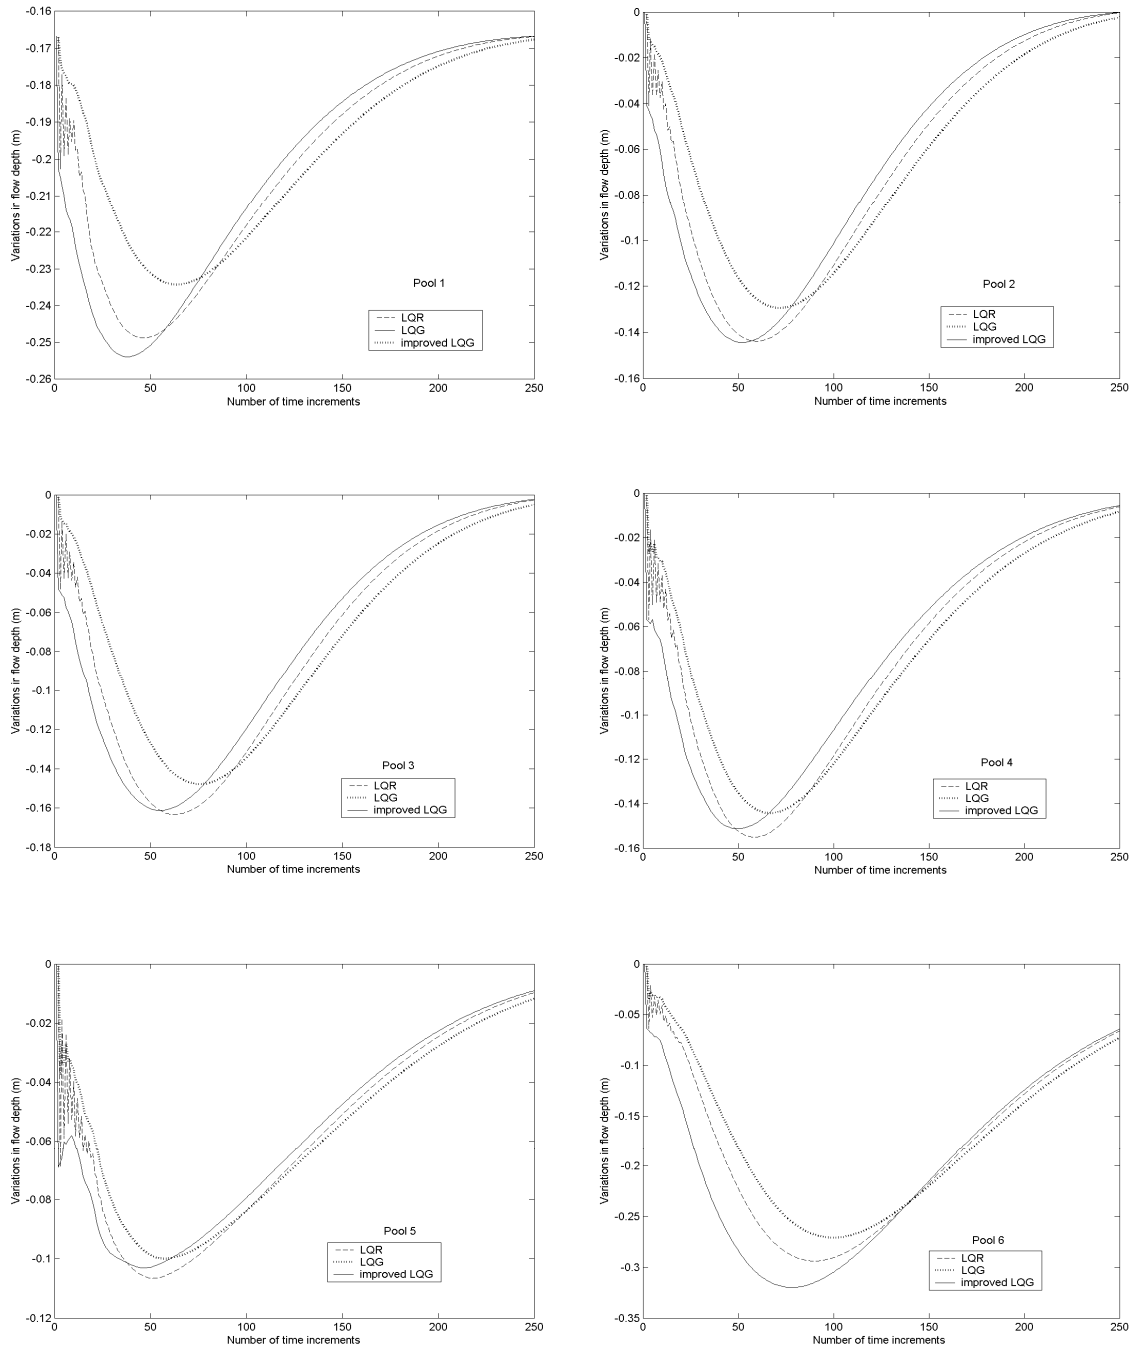 -0.16
-0.17
-0.18
-0.19
-0.2
-0.21
-0.22
-0.23
-0.24
-0.25
-0.26
0
50
100
150
200
250
Variations ir flow depth (m)
Number of time increments
Pool 1
LQR
LQG
improved LQG
0
-0.02
-0.04
-0.06
-0.08
-0.1
-0.12
-0.14
-0.16
0
50
100
150
200
250
Variations in flow depth (m)
Number of time increments
Pool 2
LQR
LQG
improved LQG
0
-0.02
-0.04
-0.06
-0.08
-0.1
-0.12
-0.14
-0.16
-0.18
0
50
100
150
200
250
Variations ir flow depth (m)
Number of time increments
Pool 3
LQR
LQG
improved LQG
0
-0.02
-0.04
-0.06
-0.08
-0.1
-0.12
-0.14
-0.16
0
50
100
150
200
250
Variations in flow depth (m)
Number of time increments
Pool 4
LQR
LQG
improved LQG
0
-0.02
-0.04
-0.06
-0.08
-0.1
-0.12
0
50
100
150
200
250
Variations in flow depth (m)
Number of time increments
Pool 5
LQR
LQG
improved LQG
0
-0.05
-0.1
-0.15
-0.2
-0.25
-0.3
-0.35
0
50
100
150
200
250
Variations in flow depth (m)
Number of time increments
Pool 6
LQR
LQG
improved LQG